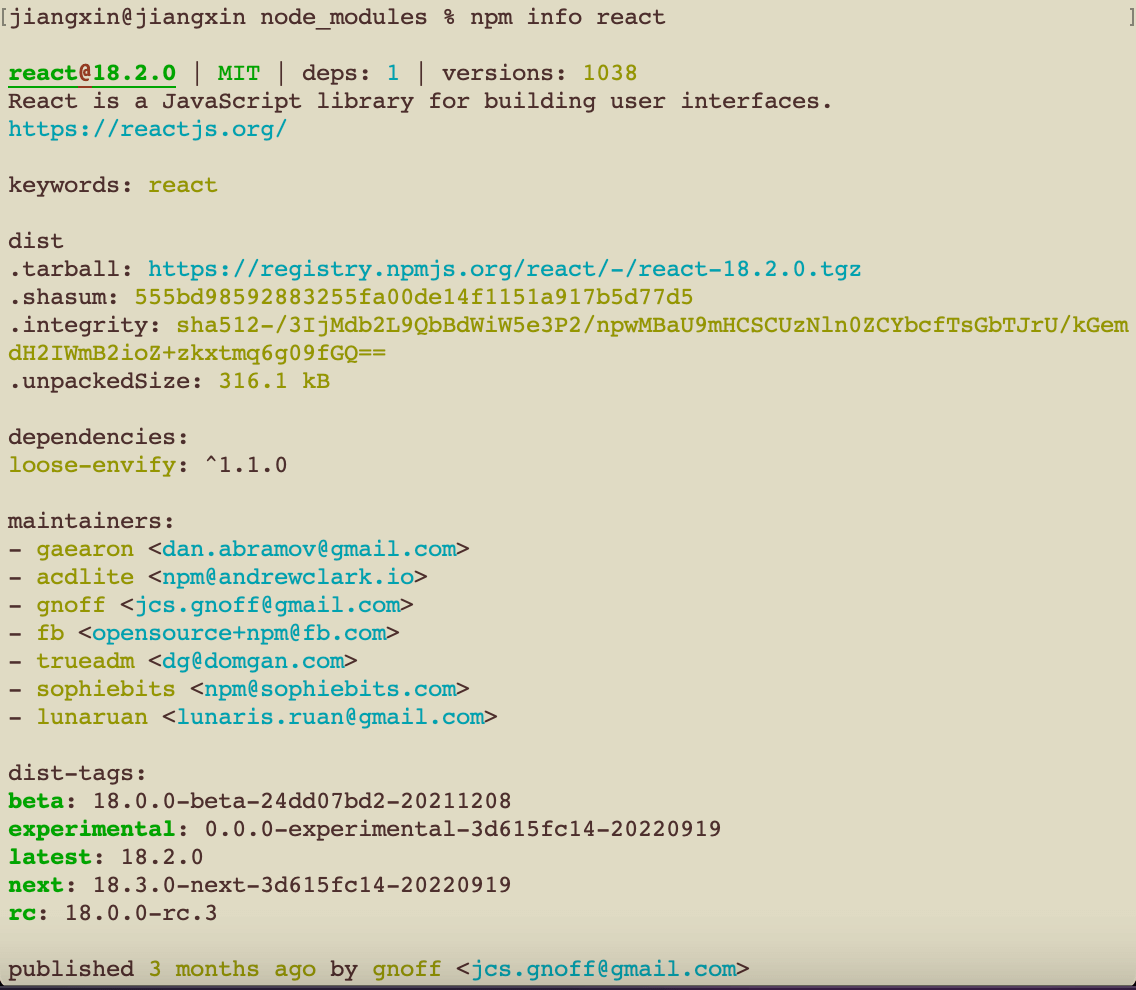 [jiangxin@jiangxin node_modules % npm info react ]
react@18.2.0 | MIT | deps: 1 | versions: 1038
React is a JavaScript library for building user interfaces.
https://reactjs.org/
keywords: react
dist
.tarball: https://registry.npmjs.org/react/-/react-18.2.0.tgz
.shasum: 555bd98592883255fa00de14f1151a917b5d77d5
.integrity: sha512-/3IjMdb2L9QbBdWiW5e3P2/npwMBaU9mHCSCUzNln0ZCYbcfTsGbTJrU/kGem
dH2IWmB2ioZ+zkxtmq6g09fGQ==
.unpackedSize: 316.1 kB
dependencies:
loose-envify: ^1.1.0
maintainers:
- gaearon <dan.abramov@gmail.com>
- acdlite <npm@andrewclark.io>
- gnoff <jcs.gnoff@gmail.com>
- fb <opensource+npm@fb.com>
- trueadm <dg@domgan.com>
- sophiebits <npm@sophiebits.com>
- lunaruan <lunaris.ruan@gmail.com>
dist-tags:
beta: 18.0.0-beta-24dd07bd2-20211208
experimental: 0.0.0-experimental-3d615fc14-20220919
latest: 18.2.0
next: 18.3.0-next-3d615fc14-20220919
rc: 18.0.0-rc.3
published 3 months ago by gnoff <jcs.gnoff@gmail.com>